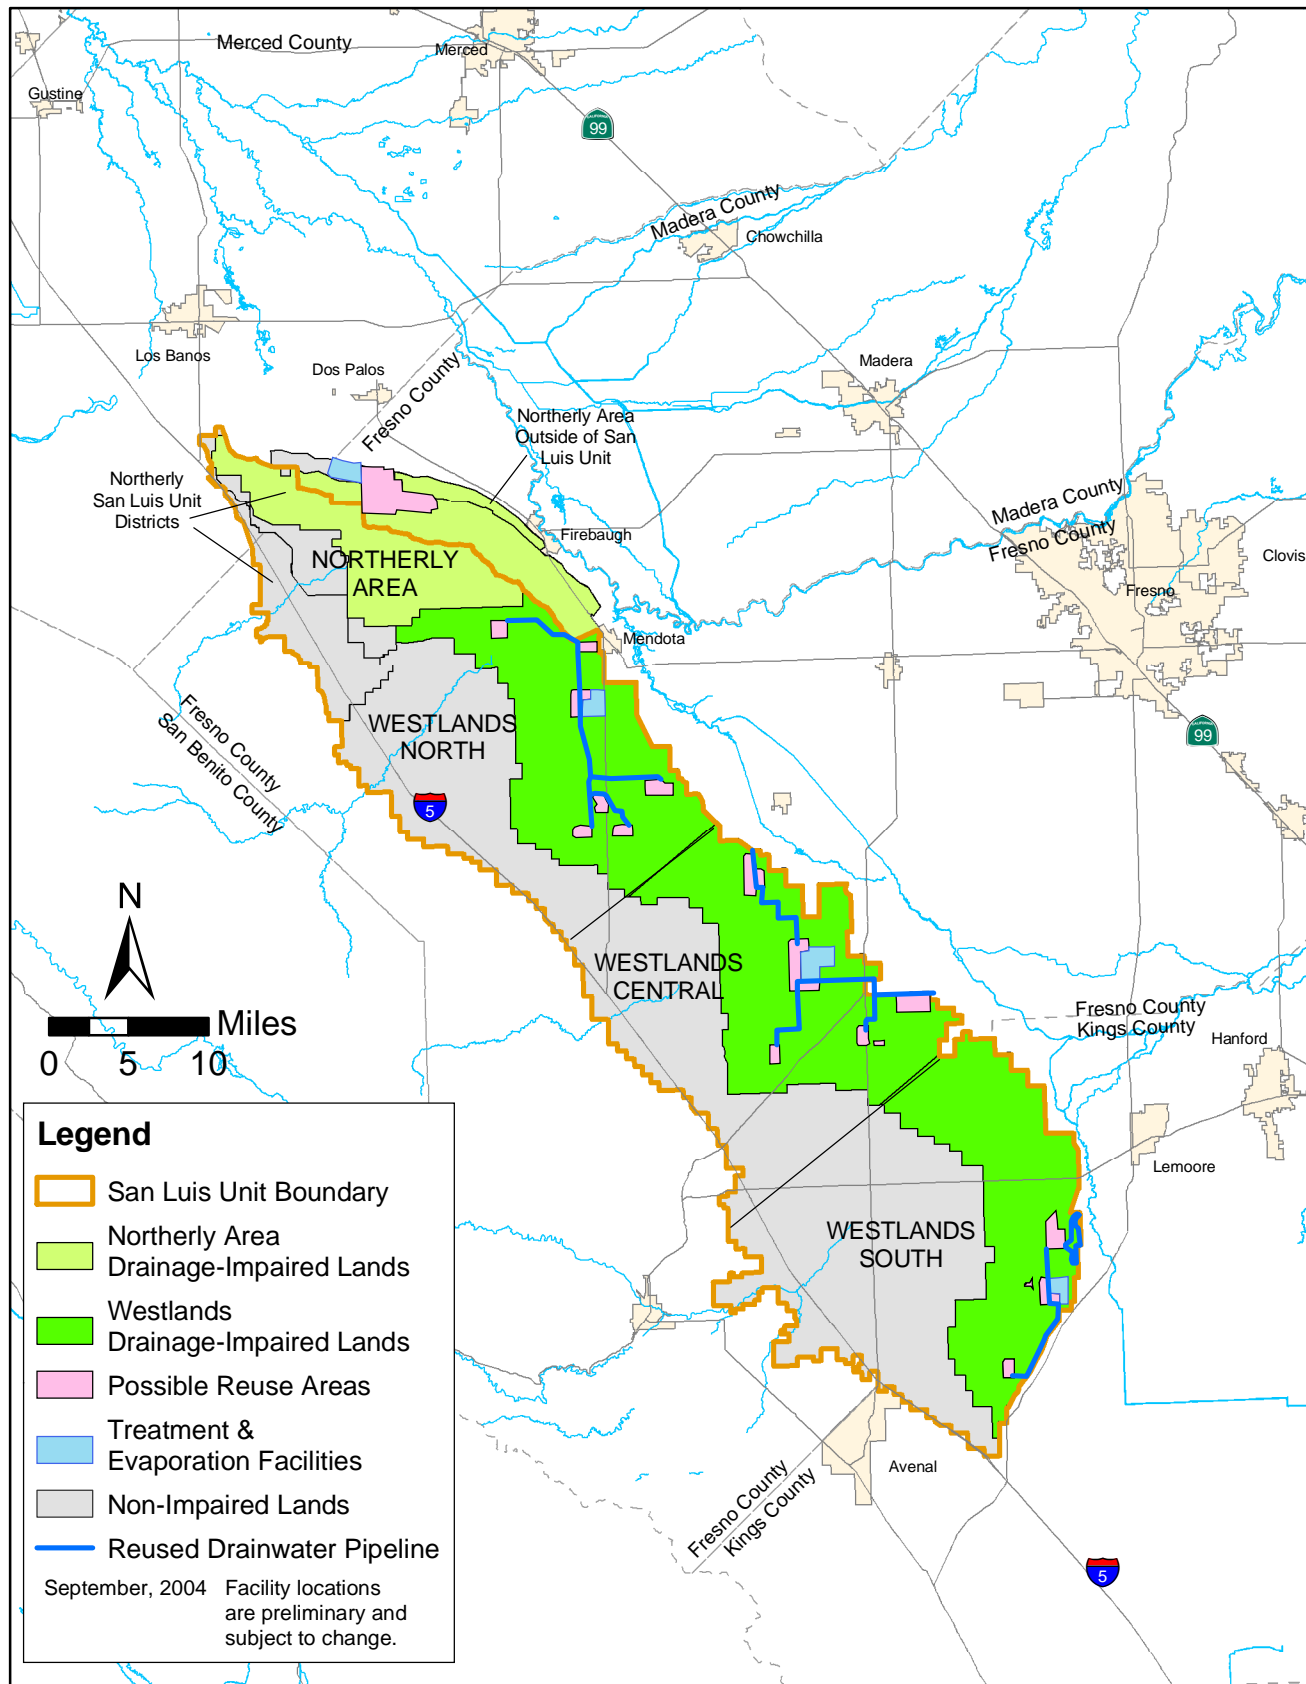 Merced County
Merced
Gustine
CALIFORNIA
99
Madera County
Chowchilla
Los Banos
Dos Palos
Fresno County
Madera
Northerly Area
Outside of San
Luis Unit
Northerly
San Luis Unit
Districts
Madera County
Fresno County
Firebaugh
Clovis
NORTHERLY
AREA
Fresno
Mendota
Fresno County
San Benito County
WESTLANDS
NORTH
CALIFORNIA
99
5
N
WESTLANDS
CENTRAL
Miles
0 5 10
Fresno County
Kings County
Hanford
Lemoore
WESTLANDS
SOUTH
Avenal
Fresno County
Kings County
5
Legend
San Luis Unit Boundary
Northerly Area
Drainage-Impaired Lands
Westlands
Drainage-Impaired Lands
Possible Reuse Areas
Treatment &
Evaporation Facilities
Non-Impaired Lands
Reused Drainwater Pipeline
September, 2004
Facility locations
are preliminary and
subject to change.